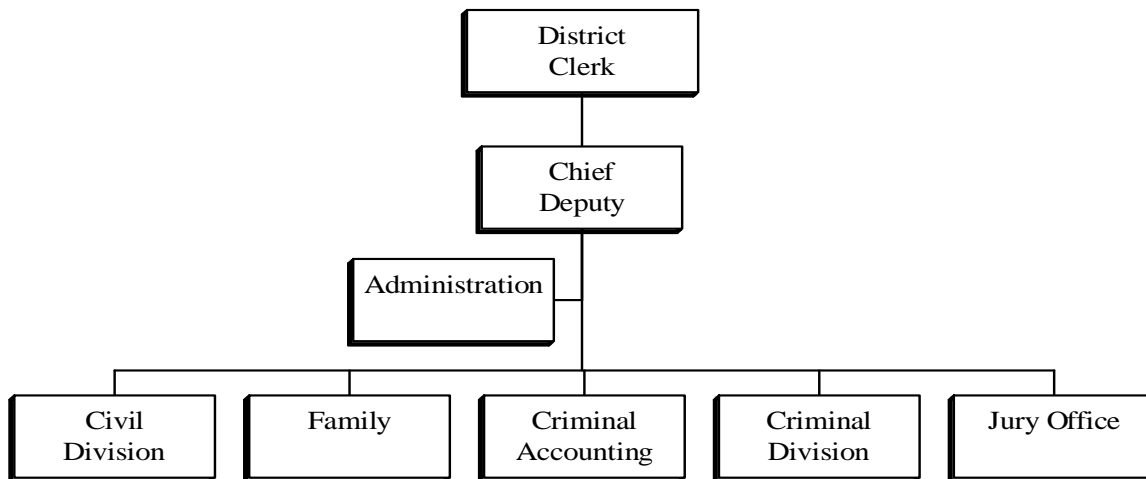 District
Clerk
Chief
Deputy
Administration
Civil
Division
Family
Criminal
Accounting
Criminal
Division
Jury Office